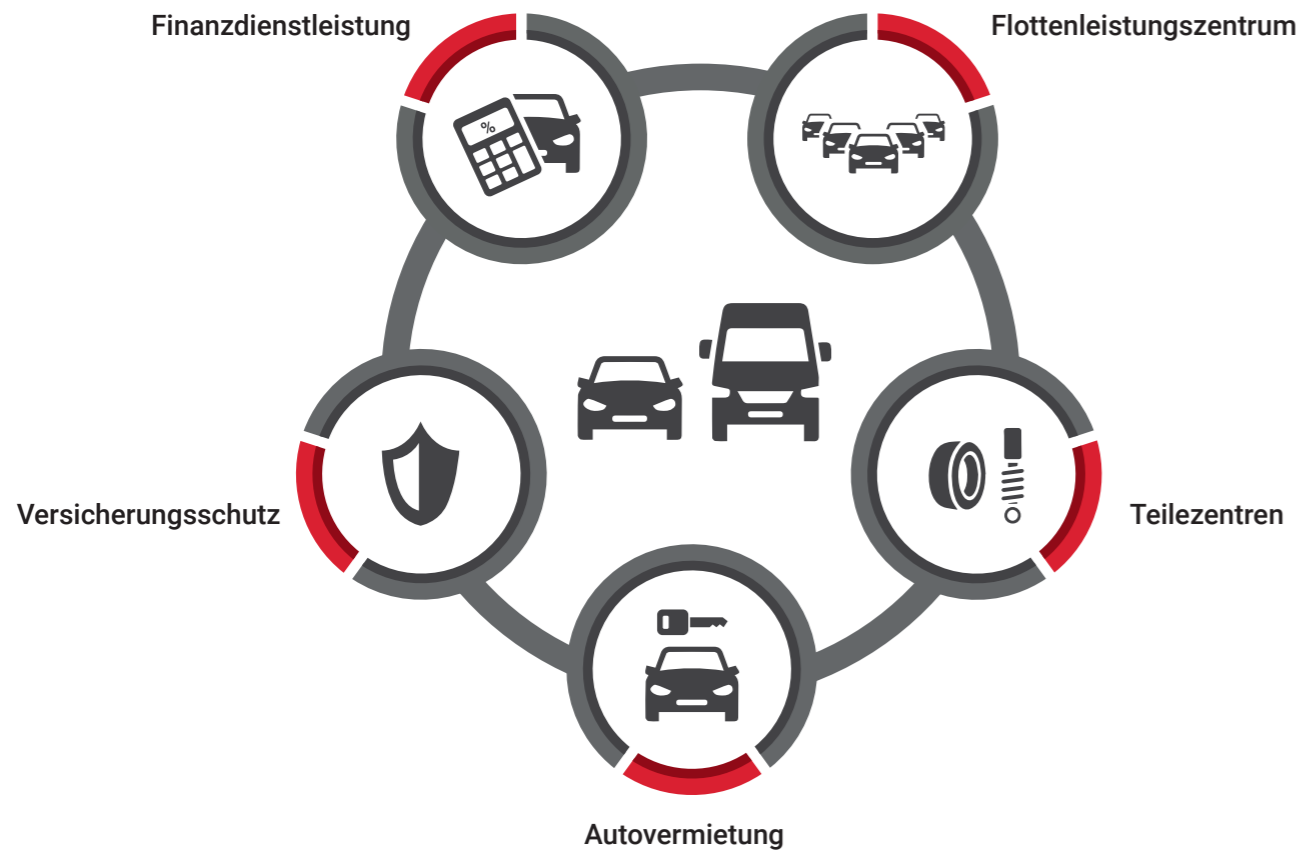 Finanzdienstleistung
Flottenleistungszentrum
%
Versicherungsschutz
Teilezentren
Autovermietung